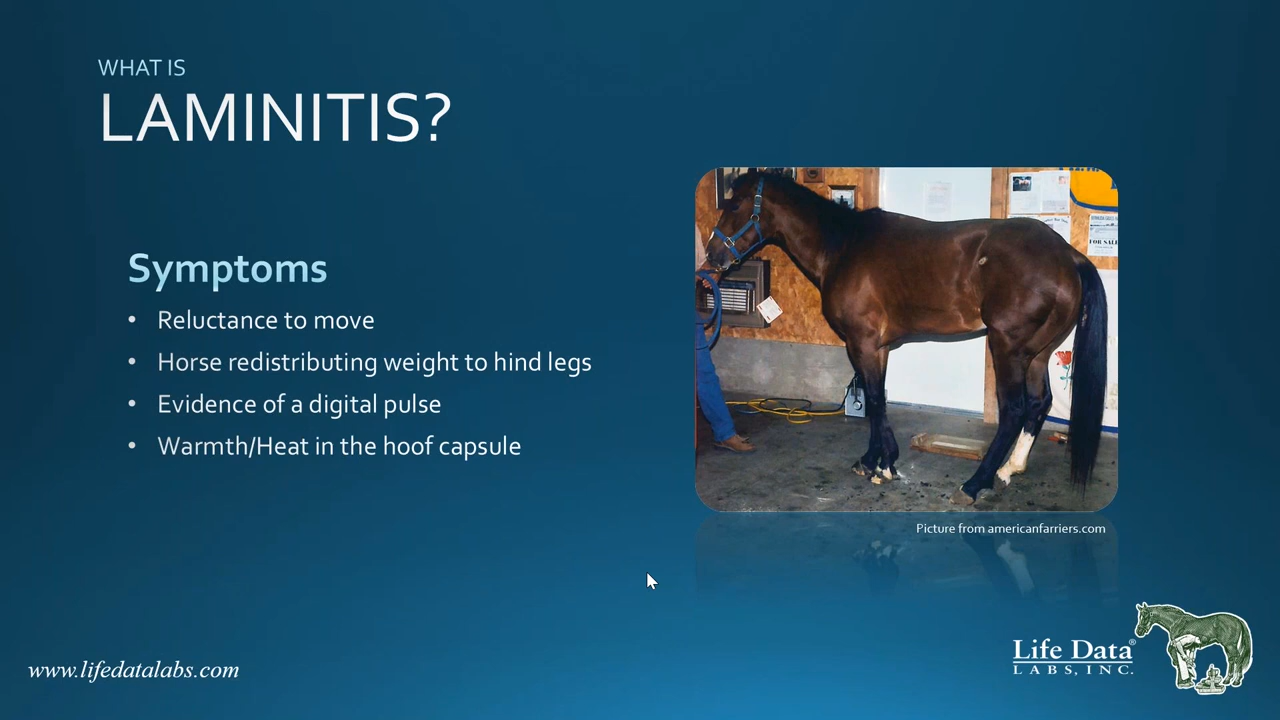 WHAT IS
LAMINITIS?
Symptoms
• Reluctance to move
• Horse redistributing weight to hind legs
• Evidence of a digital pulse
• Warmth/Heat in the hoof capsule
FOR SALE
Picture from americanfarriers.com
www.lifedatalabs.com
Life Data®
LABS, INC.